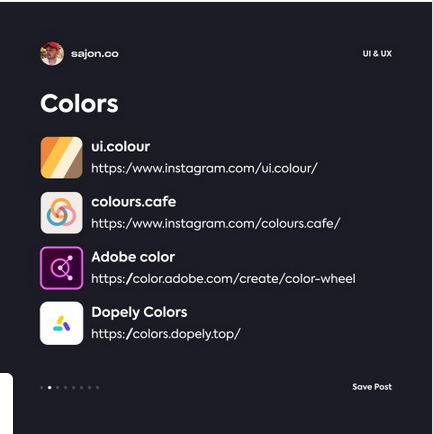 sajon.co
UI & UX
Colors
ui.colour
https:/www.instagram.com/ui.colour/
colours.cafe
https:/www.instagram.com/colours.cafe/
Adobe color
https://color.adobe.com/create/color-wheel
Dopely Colors
https://colors.dopely.top/
Save Post